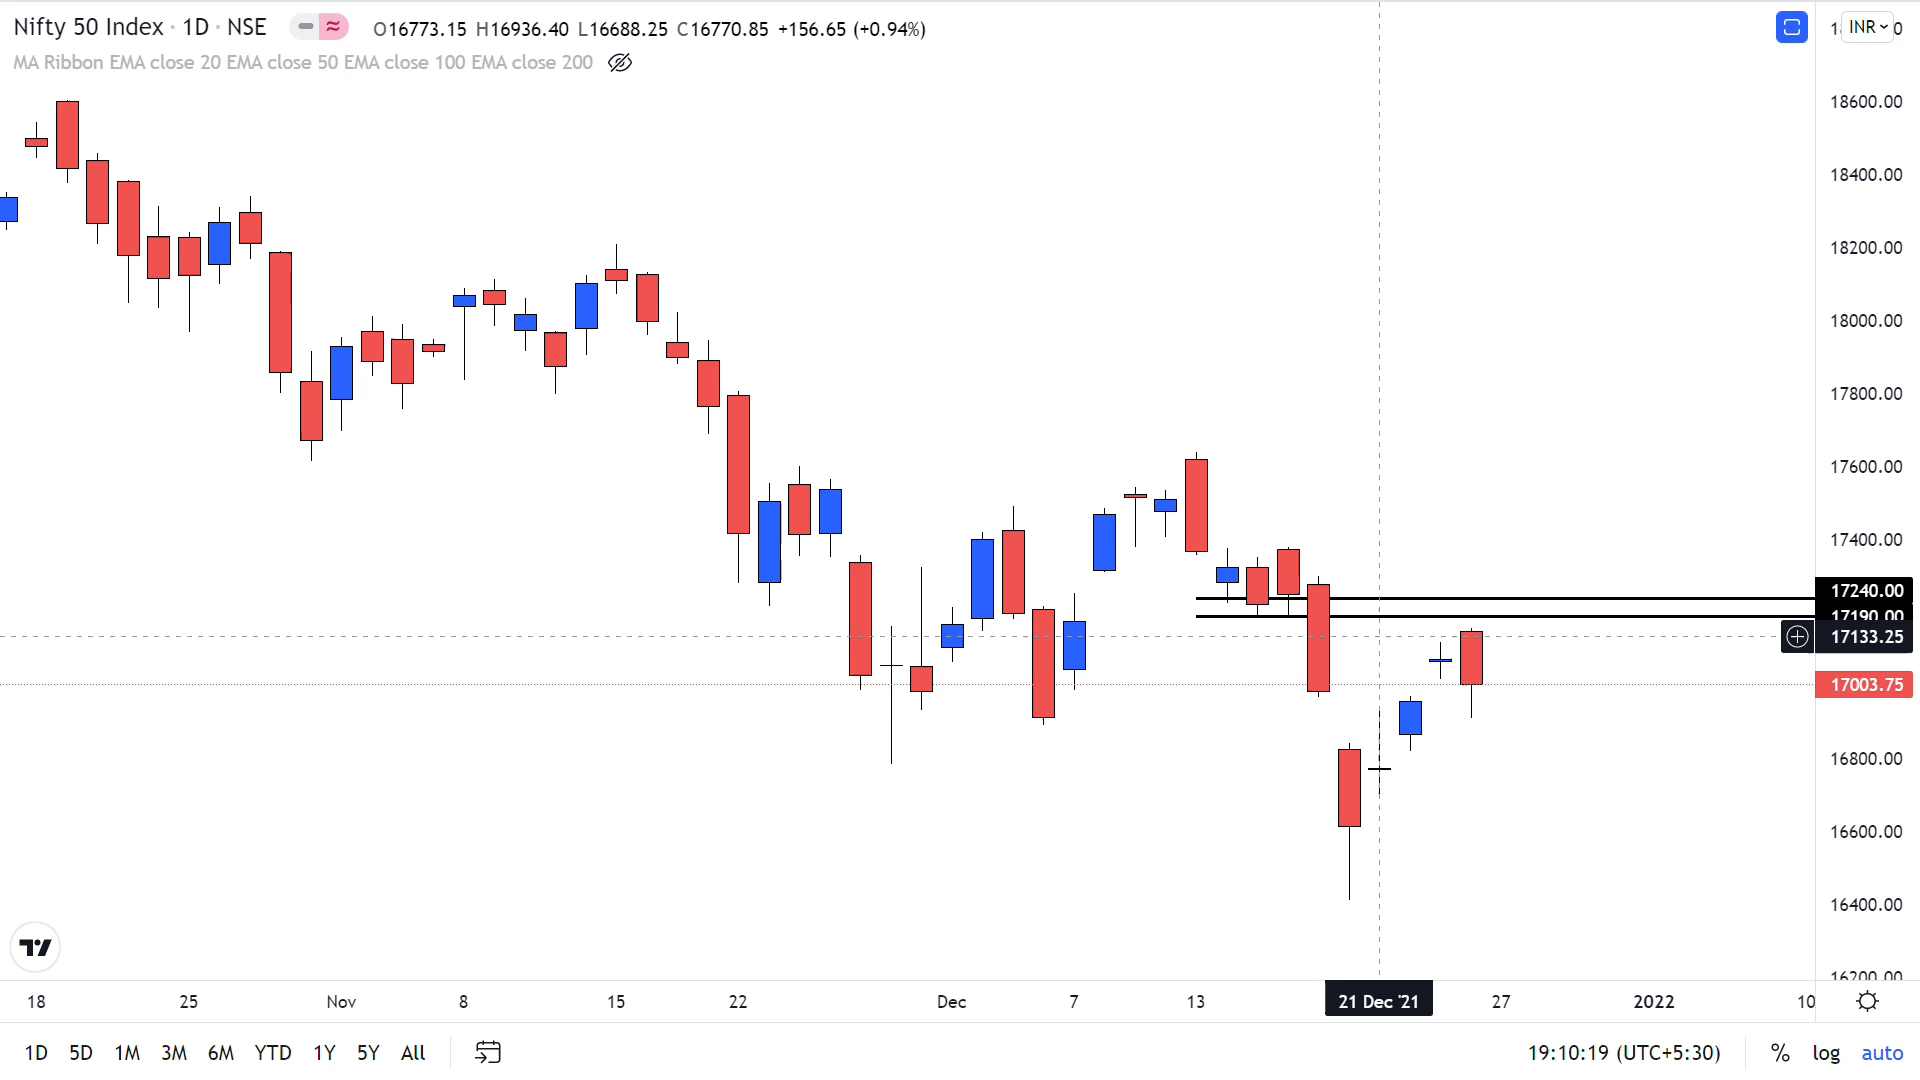 Nifty 50 Index · 1D · NSE
O16773.15 H16936.40 L16688.25 C16770.85 +156.65 (+0.94%)
INR
MA Ribbon EMA close 20 EMA close 50 EMA close 100 EMA close 200
18600.00
18400.00
18200.00
18000.00
17800.00
17600.00
17400.00
17240.00
17190.00
17133.25
17003.75
16800.00
16600.00
16400.00
16200.00
18 25 Nov 8 15 22 Dec 7 13 21 Dec '21 27 2022 10
1D 5D 1M 3M 6M YTD 1Y 5Y All
19:10:19 (UTC+5:30) % log auto